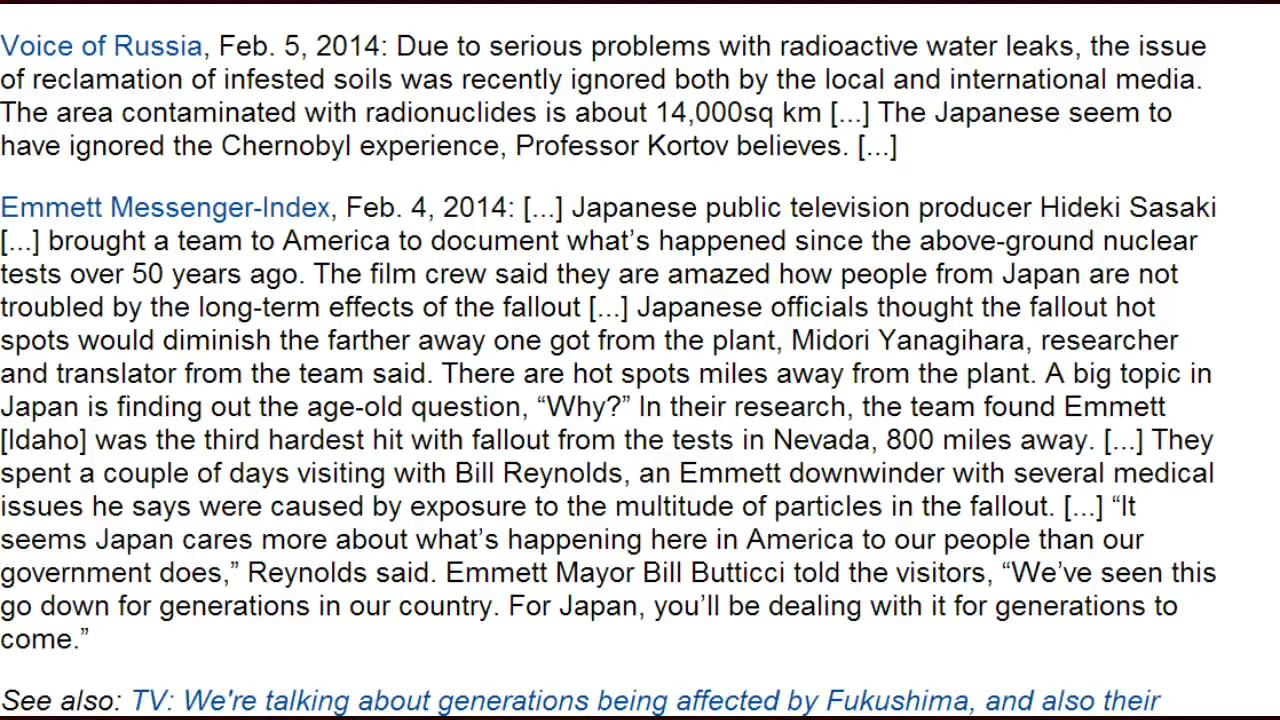 Voice of Russia, Feb. 5, 2014: Due to serious problems with radioactive water leaks, the issue
of reclamation of infested soils was recently ignored both by the local and international media.
The area contaminated with radionuclides is about 14,000sq km [...] The Japanese seem to
have ignored the Chernobyl experience, Professor Kortov believes. [...]
Emmett Messenger-Index, Feb. 4, 2014: [...] Japanese public television producer Hideki Sasaki
[...] brought a team to America to document what’s happened since the above-ground nuclear
tests over 50 years ago. The film crew said they are amazed how people from Japan are not
troubled by the long-term effects of the fallout [...] Japanese officials thought the fallout hot
spots would diminish the farther away one got from the plant, Midori Yanagihara, researcher
and translator from the team said. There are hot spots miles away from the plant. A big topic in
Japan is finding out the age-old question, “Why?” In their research, the team found Emmett
[Idaho] was the third hardest hit with fallout from the tests in Nevada, 800 miles away. [...] They
spent a couple of days visiting with Bill Reynolds, an Emmett downwinder with several medical
issues he says were caused by exposure to the multitude of particles in the fallout. [...] “It
seems Japan cares more about what’s happening here in America to our people than our
government does,” Reynolds said. Emmett Mayor Bill Butticci told the visitors, “We’ve seen this
go down for generations in our country. For Japan, you’ll be dealing with it for generations to
come.”
See also: TV: We're talking about generations being affected by Fukushima, and also their